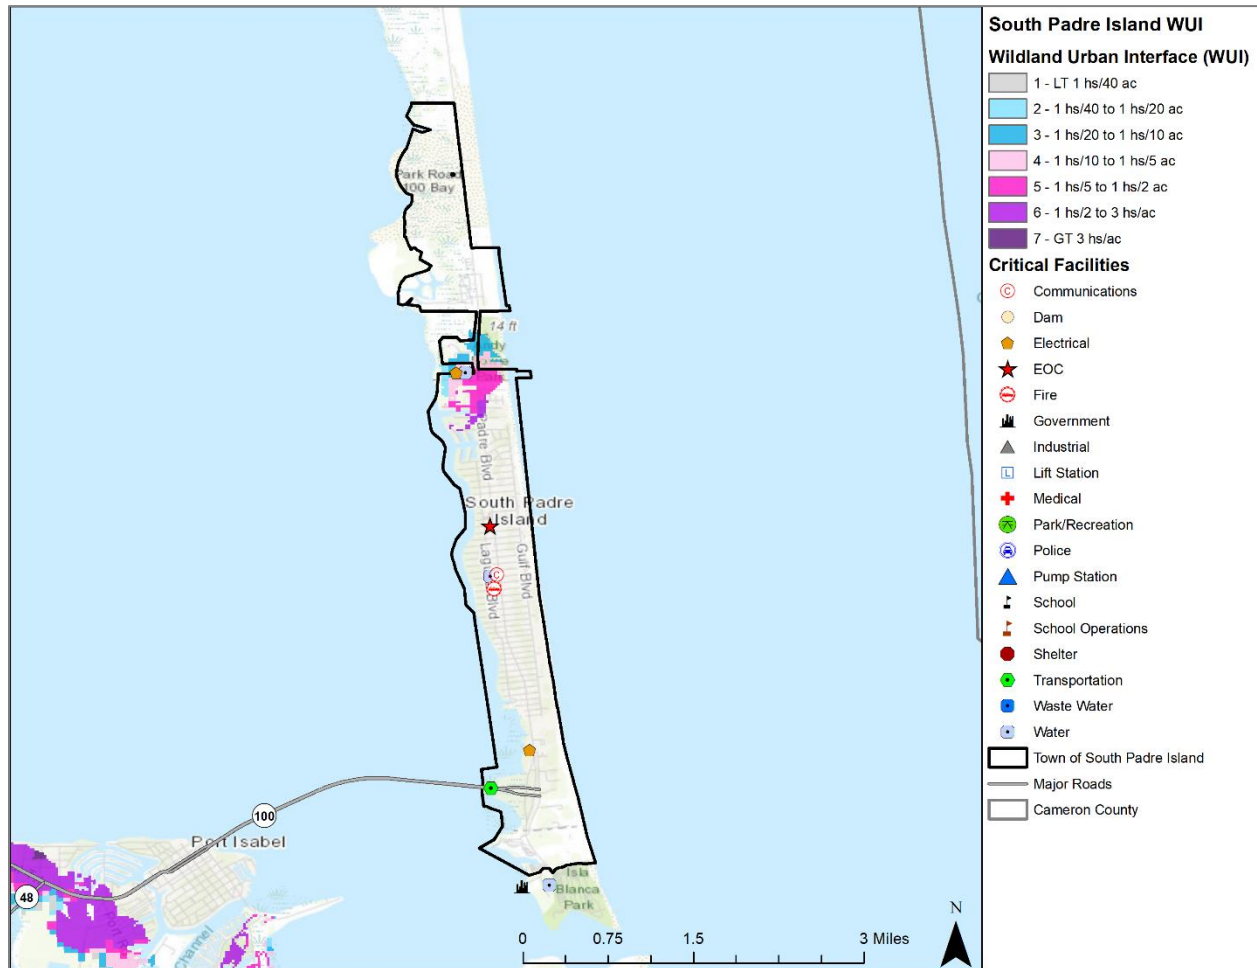 South Padre Island WUI
Wildland Urban Interface (WUI)
1 - LT 1 hs/40 ac
2 - 1 hs/40 to 1 hs/20 ac
3 - 1 hs/20 to 1 hs/10 ac
4 - 1 hs/10 to 1 hs/5 ac
5 - 1 hs/5 to 1 hs/2 ac
6 - 1 hs/2 to 3 hs/ac
7 - GT 3 hs/ac
Critical Facilities
C Communications
Dam
Electrical
EOC
Fire
Government
Industrial
L Lift Station
Medical
Park/Recreation
Police
Pump Station
School
School Operations
Shelter
Transportation
Waste Water
Water
Town of South Padre Island
Major Roads
Cameron County
Park Road
100 Bay
14 ft
Padre Blvd
South Padre
Island
C
Laguna Blvd
Gulf Blvd
100
Port Isabel
48
Channel
Isla
Blanca
Park
N
0 0.75 1.5 3 Miles